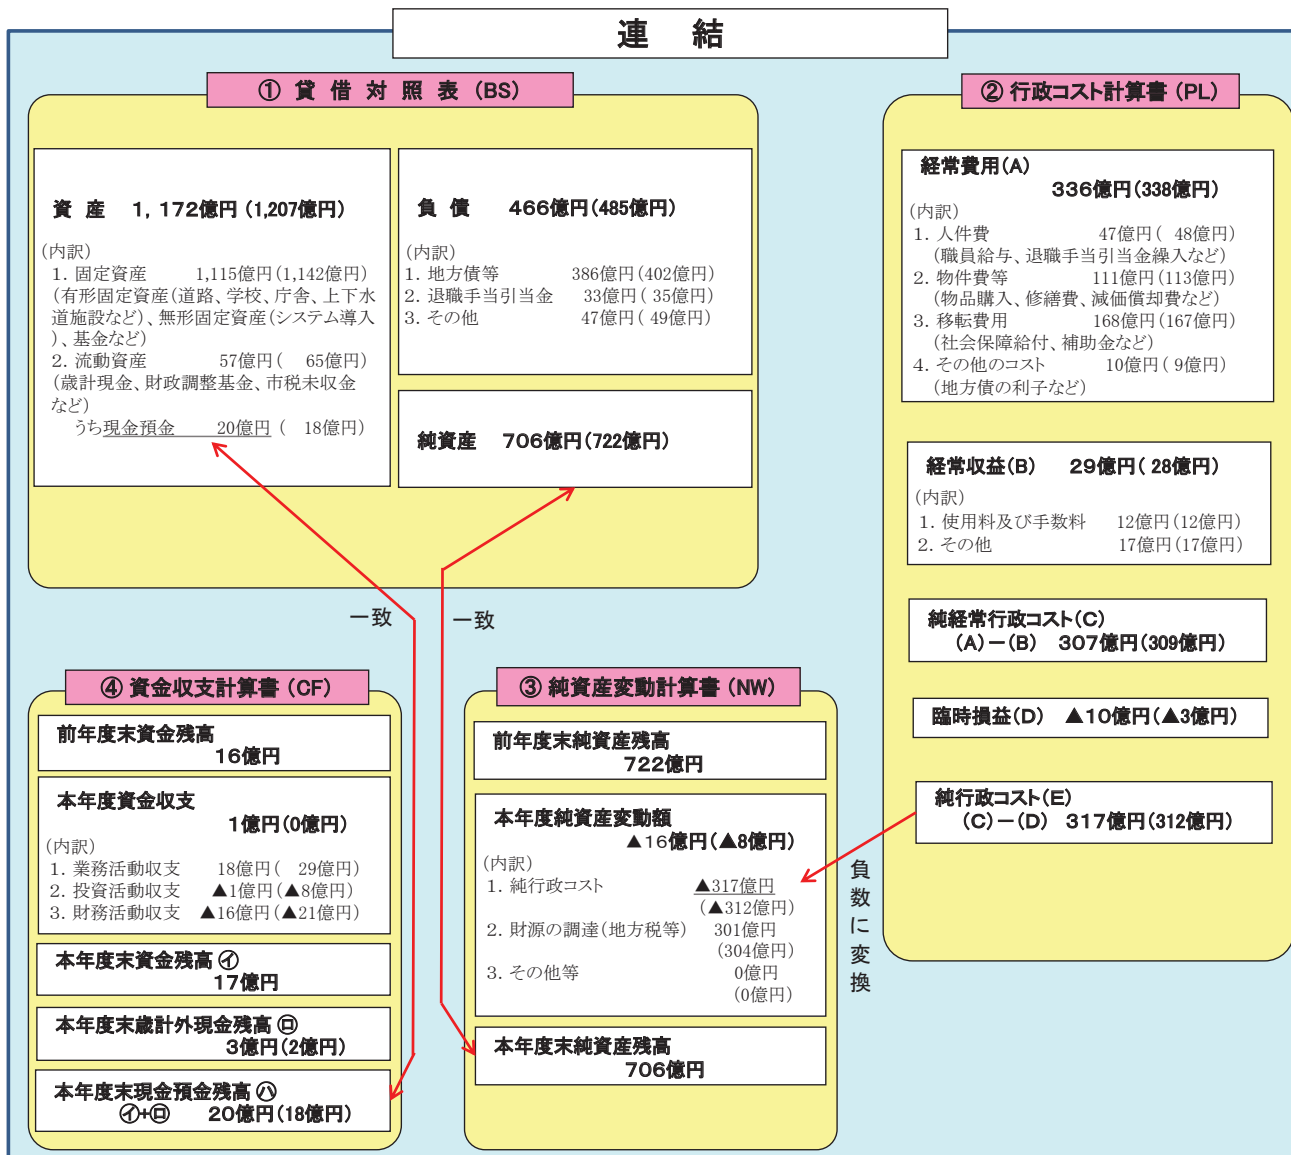 連 結
① 貸 借 対 照 表 (BS)
資 産 1,172億円(1,207億円)
(内訳)
1. 固定資産 1,115億円(1,142億円)
(有形固定資産(道路、学校、庁舎、上下水
道施設など)、無形固定資産(システム導入
)、基金など)
2. 流動資産 57億円( 65億円)
(歳計現金、財政調整基金、市税未収金
など)
うち現金預金 20億円 ( 18億円)
負 債 466億円(485億円)
(内訳)
1. 地方債等 386億円(402億円)
2. 退職手当引当金 33億円( 35億円)
3. その他 47億円( 49億円)
純資産 706億円(722億円)
② 行政コスト計算書 (PL)
経常費用(A)
336億円(338億円)
(内訳)
1. 人件費 47億円( 48億円)
(職員給与、退職手当引当金繰入など)
2. 物件費等 111億円(113億円)
(物品購入、修繕費、減価償却費など)
3. 移転費用 168億円(167億円)
(社会保障給付、補助金など)
4. その他のコスト 10億円( 9億円)
(地方債の利子など)
経常収益(B) 29億円( 28億円)
(内訳)
1. 使用料及び手数料 12億円(12億円)
2. その他 17億円(17億円)
純経常行政コスト(C)
(A)-(B) 307億円(309億円)
臨時損益(D) ▲10億円(▲3億円)
純行政コスト(E)
(C)-(D) 317億円(312億円)
一致
一致
負数に変換
④ 資金収支計算書 (CF)
前年度末資金残高
16億円
本年度資金収支
1億円(0億円)
(内訳)
1. 業務活動収支 18億円( 29億円)
2. 投資活動収支 ▲1億円(▲8億円)
3. 財務活動収支 ▲16億円(▲21億円)
本年度末資金残高㋑
17億円
本年度末歳計外現金残高㋺
3億円(2億円)
本年度末現金預金残高㋩
㋑+㋺ 20億円(18億円)
③ 純資産変動計算書 (NW)
前年度末純資産残高
722億円
本年度純資産変動額
▲16億円(▲8億円)
(内訳)
1. 純行政コスト ▲317億円
(▲312億円)
2. 財源の調達(地方税等) 301億円
(304億円)
3. その他等 0億円
(0億円)
本年度末純資産残高
706億円